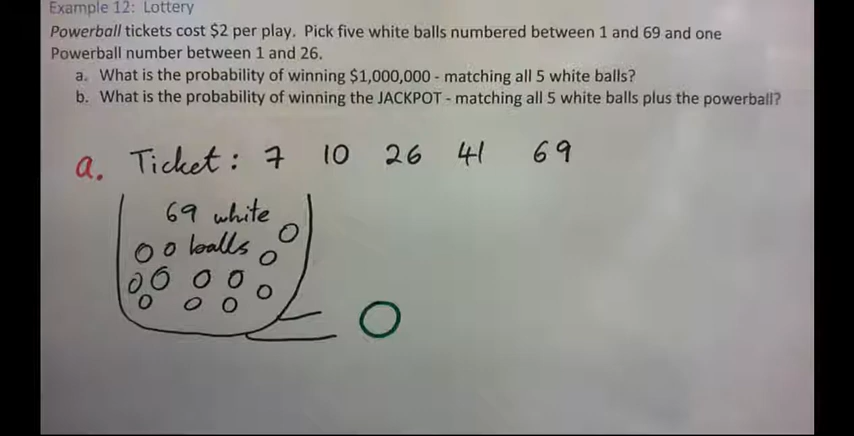 Example 12: Lottery
Powerball tickets cost $2 per play. Pick five white balls numbered between 1 and 69 and one
Powerball number between 1 and 26.
a. What is the probability of winning $1,000,000 - matching all 5 white balls?
b. What is the probability of winning the JACKPOT - matching all 5 white balls plus the powerball?
a. Ticket: 7 10 26 41 69
69 white
balls